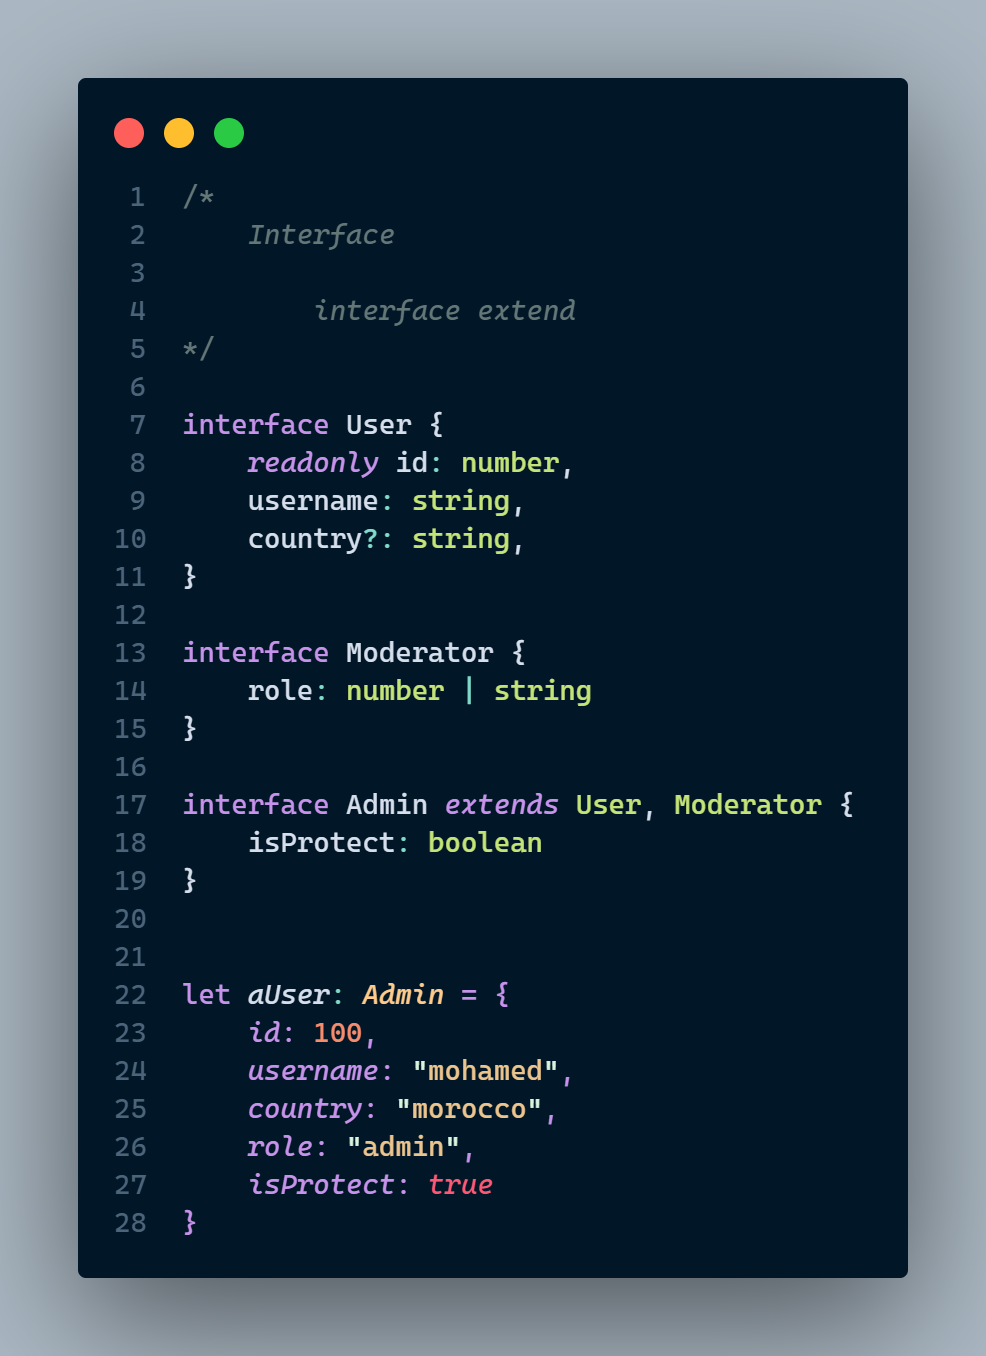 1 /*
2     Interface
3
4         interface extend
5 */
6
7 interface User {
8     readonly id: number,
9     username: string,
10     country?: string,
11 }
12
13 interface Moderator {
14     role: number | string
15 }
16
17 interface Admin extends User, Moderator {
18     isProtect: boolean
19 }
20
21
22 let aUser: Admin = {
23     id: 100,
24     username: "mohamed",
25     country: "morocco",
26     role: "admin",
27     isProtect: true
28 }